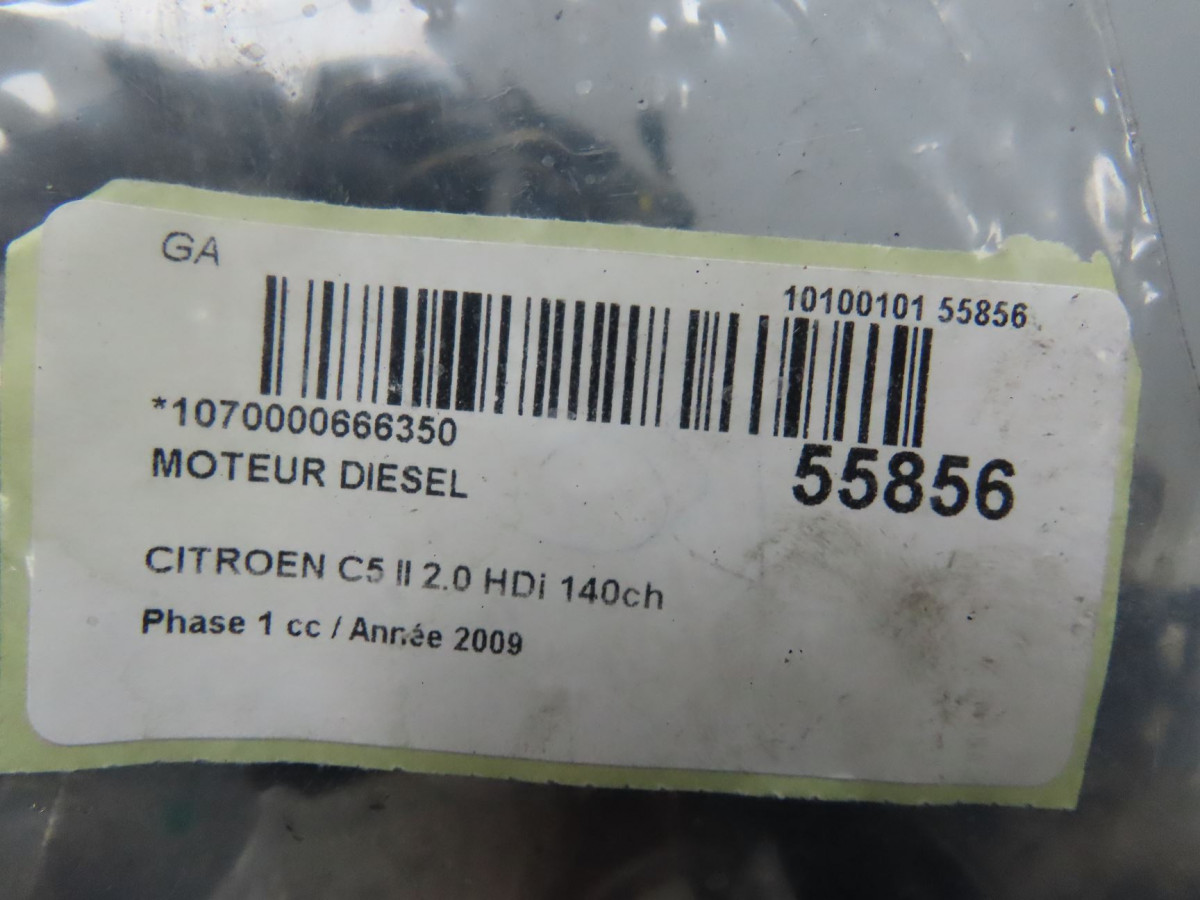 GA
10100101 55856
*1070000666350
MOTEUR DIESEL
55856
CITROEN C5 II 2.0 HDi 140ch
Phase 1 cc / Année 2009